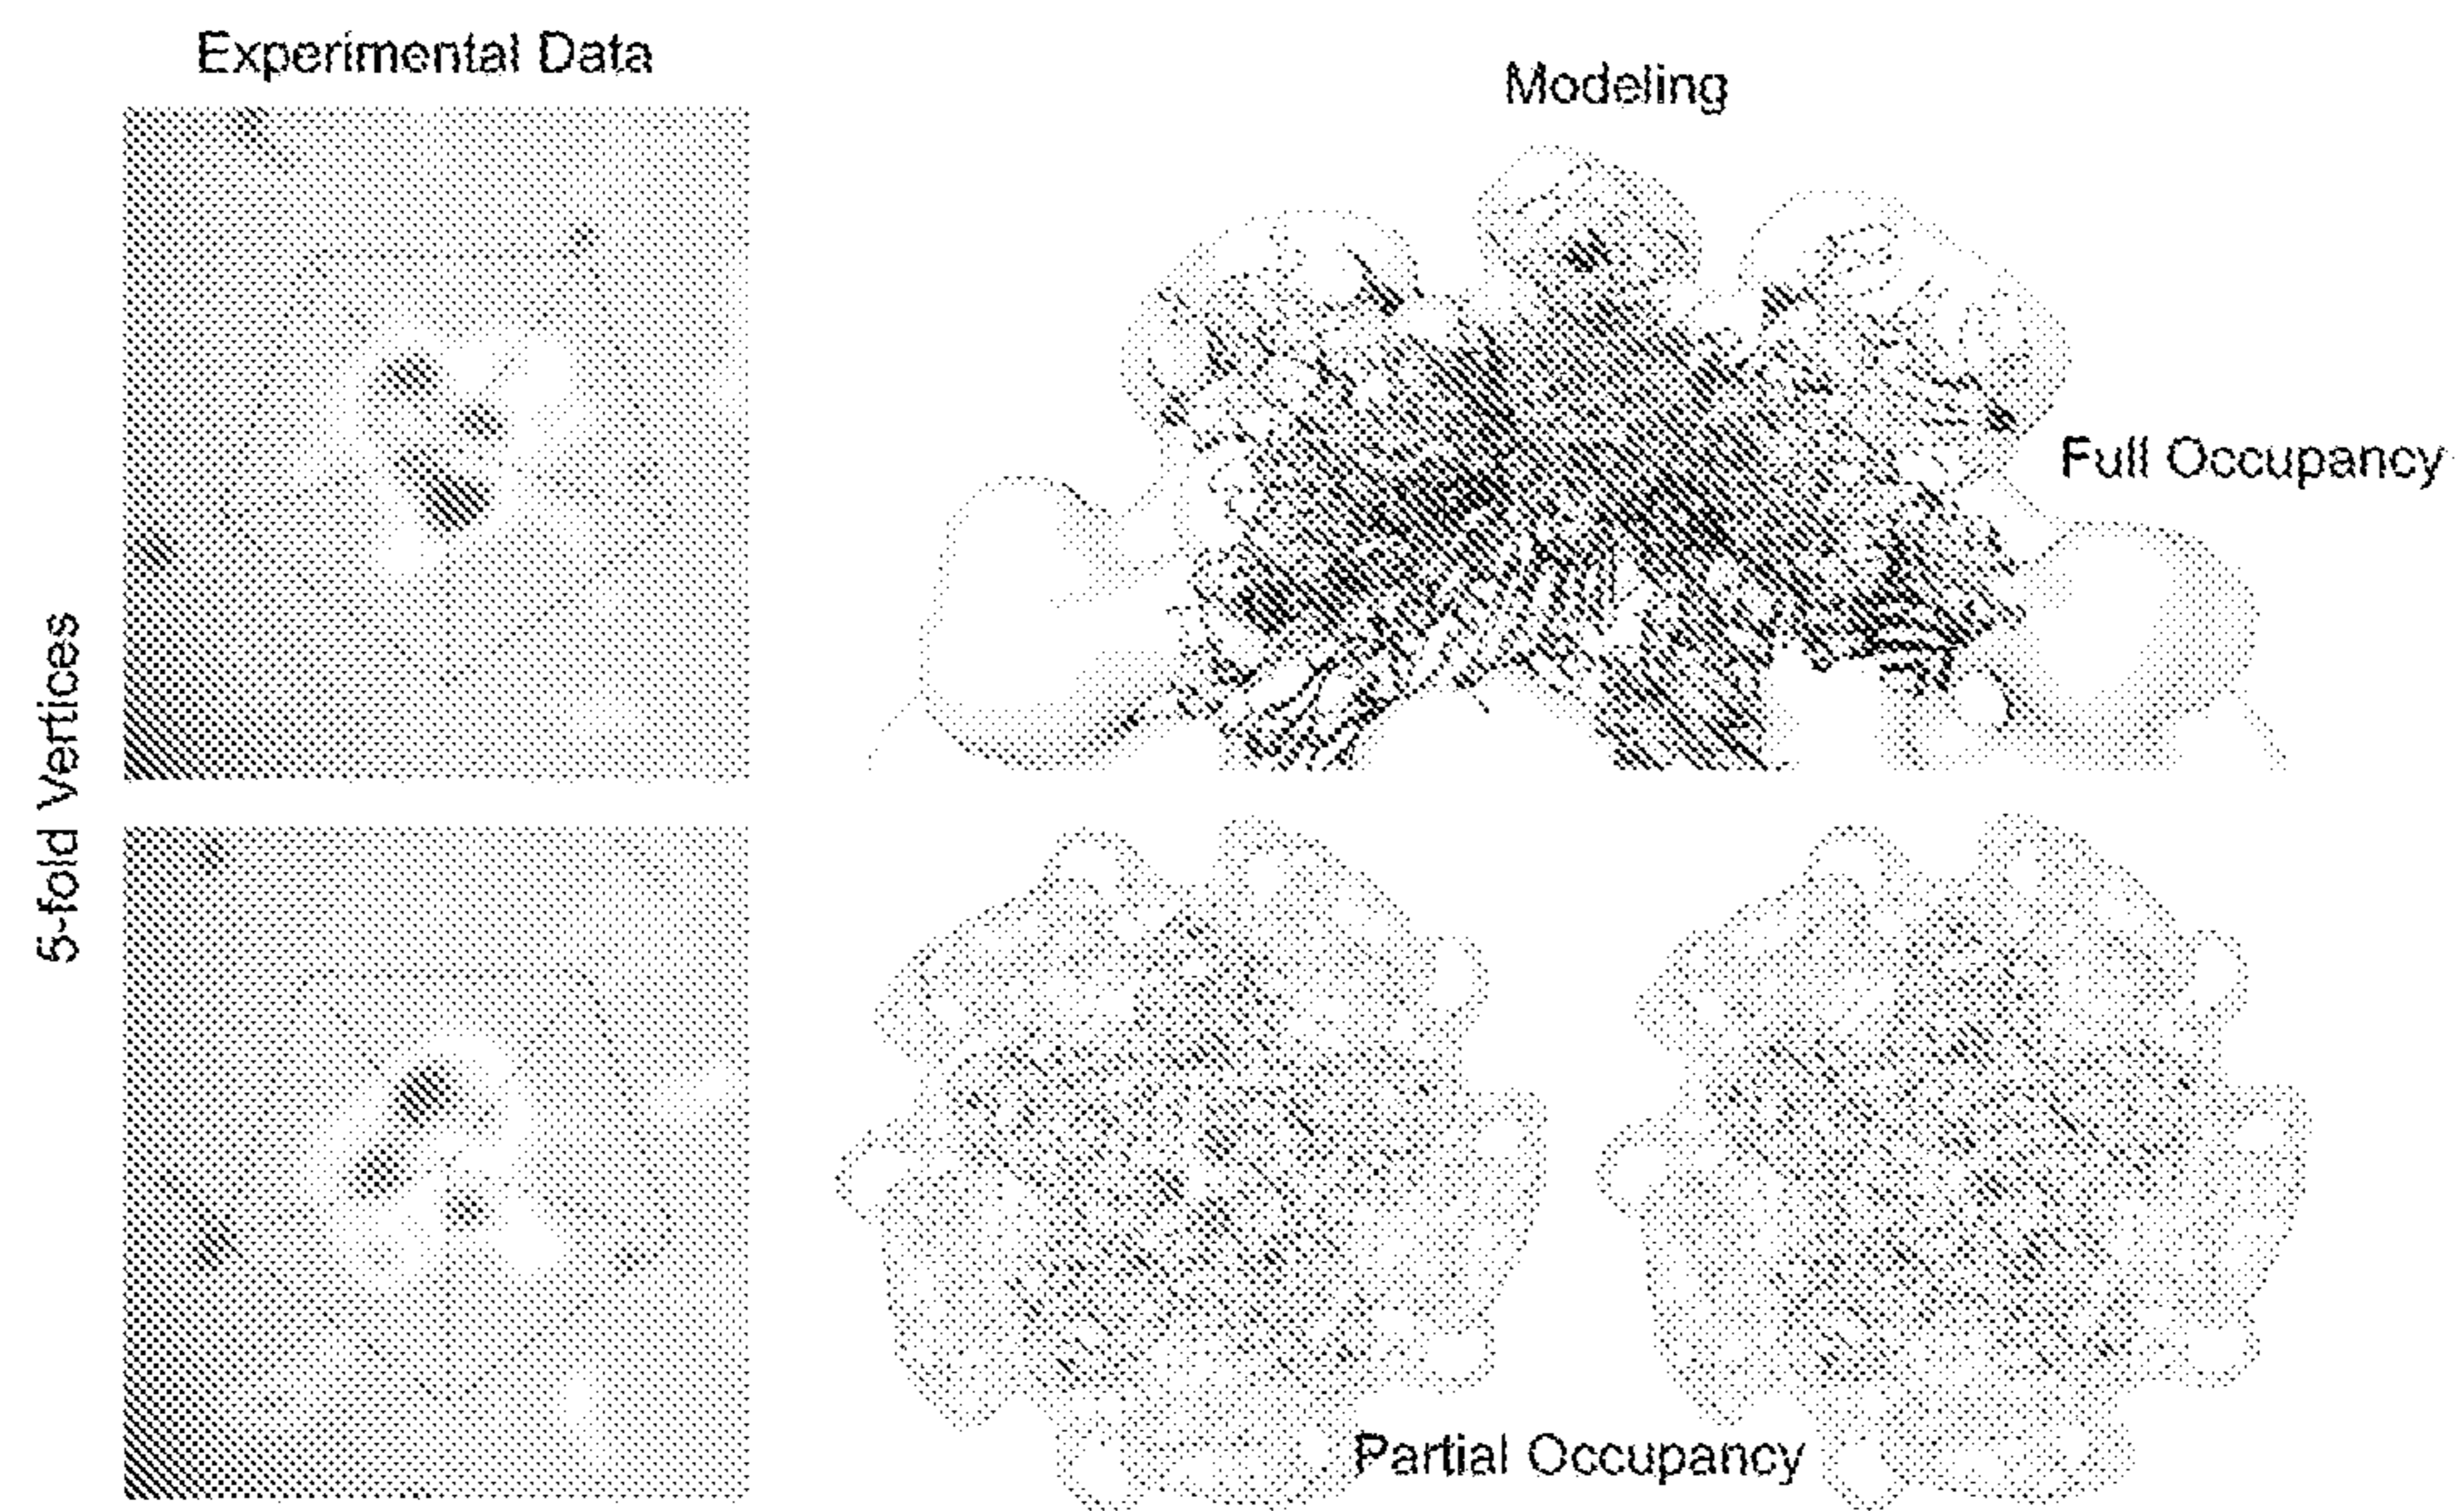 Experimental Data
Modeling
Full Occupancy
5-fold Vertices
Partial Occupancy